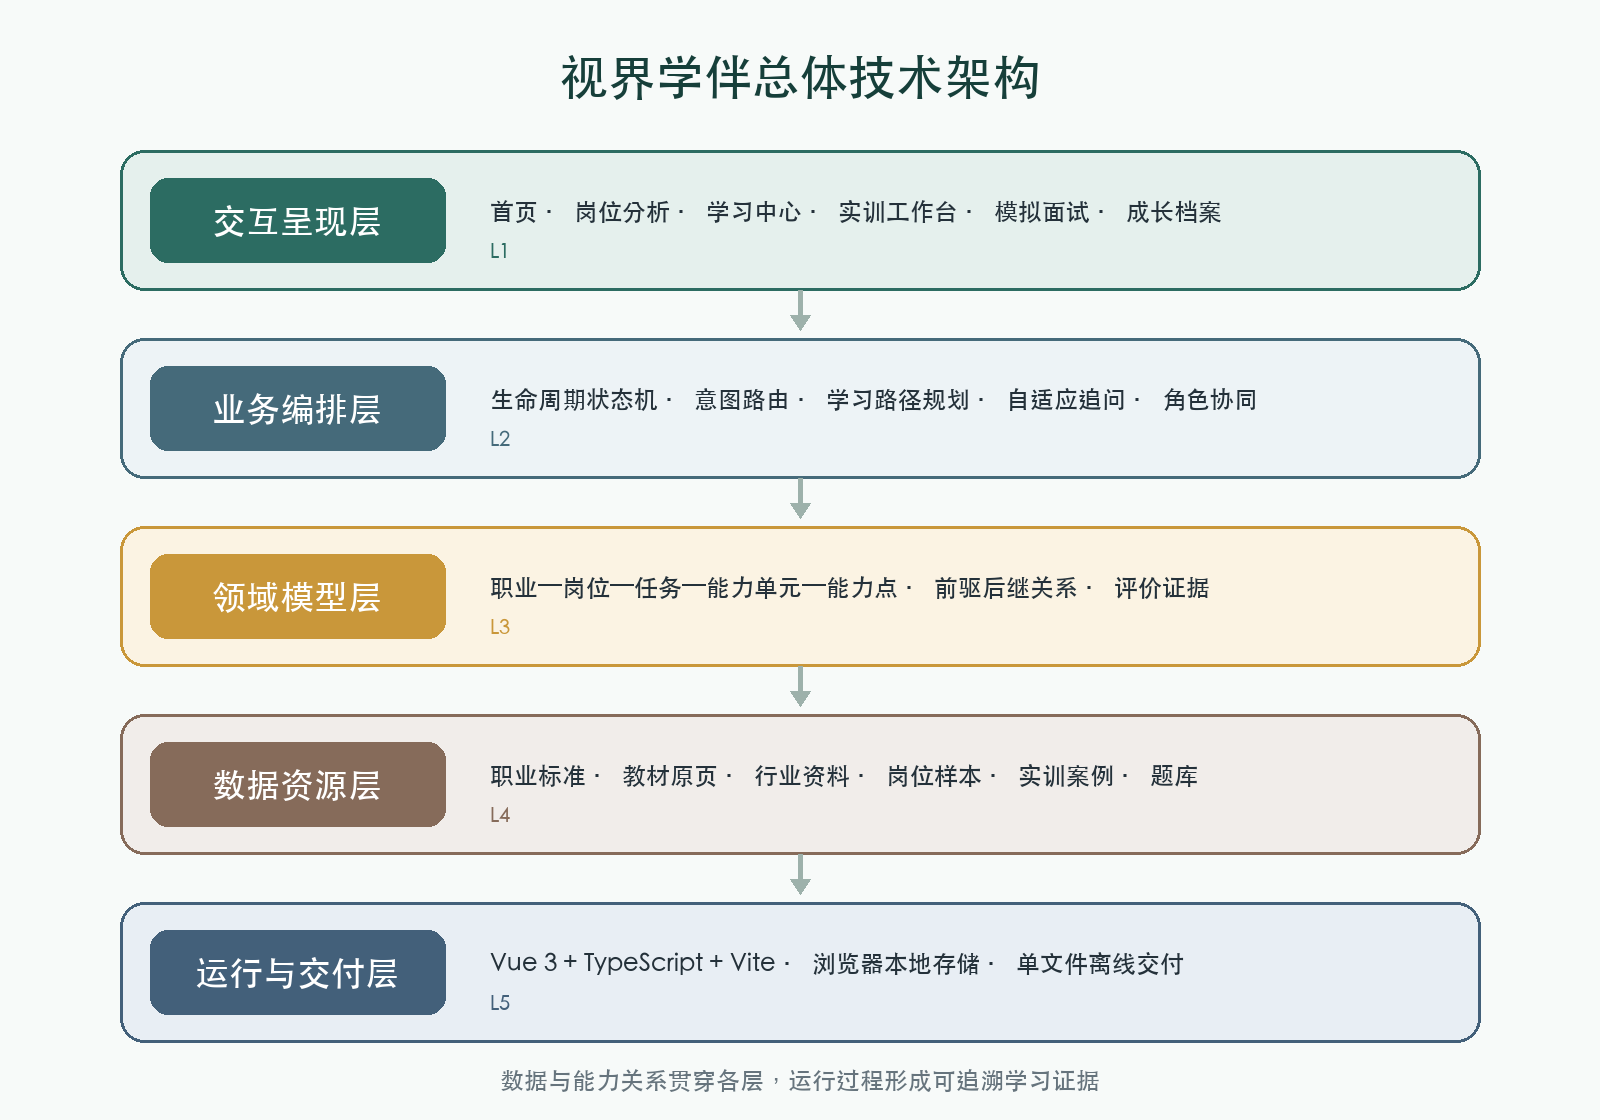 视界学伴总体技术架构
交互呈现层
首页 · 岗位分析 · 学习中心 · 实训工作台 · 模拟面试 · 成长档案
L1
业务编排层
生命周期状态机 · 意图路由 · 学习路径规划 · 自适应追问 · 角色协同
L2
领域模型层
职业—岗位—任务—能力单元—能力点 · 前驱后继关系 · 评价证据
L3
数据资源层
职业标准 · 教材原页 · 行业资料 · 岗位样本 · 实训案例 · 题库
L4
运行与交付层
Vue 3 + TypeScript + Vite · 浏览器本地存储 · 单文件离线交付
L5
数据与能力关系贯穿各层，运行过程形成可追溯学习证据